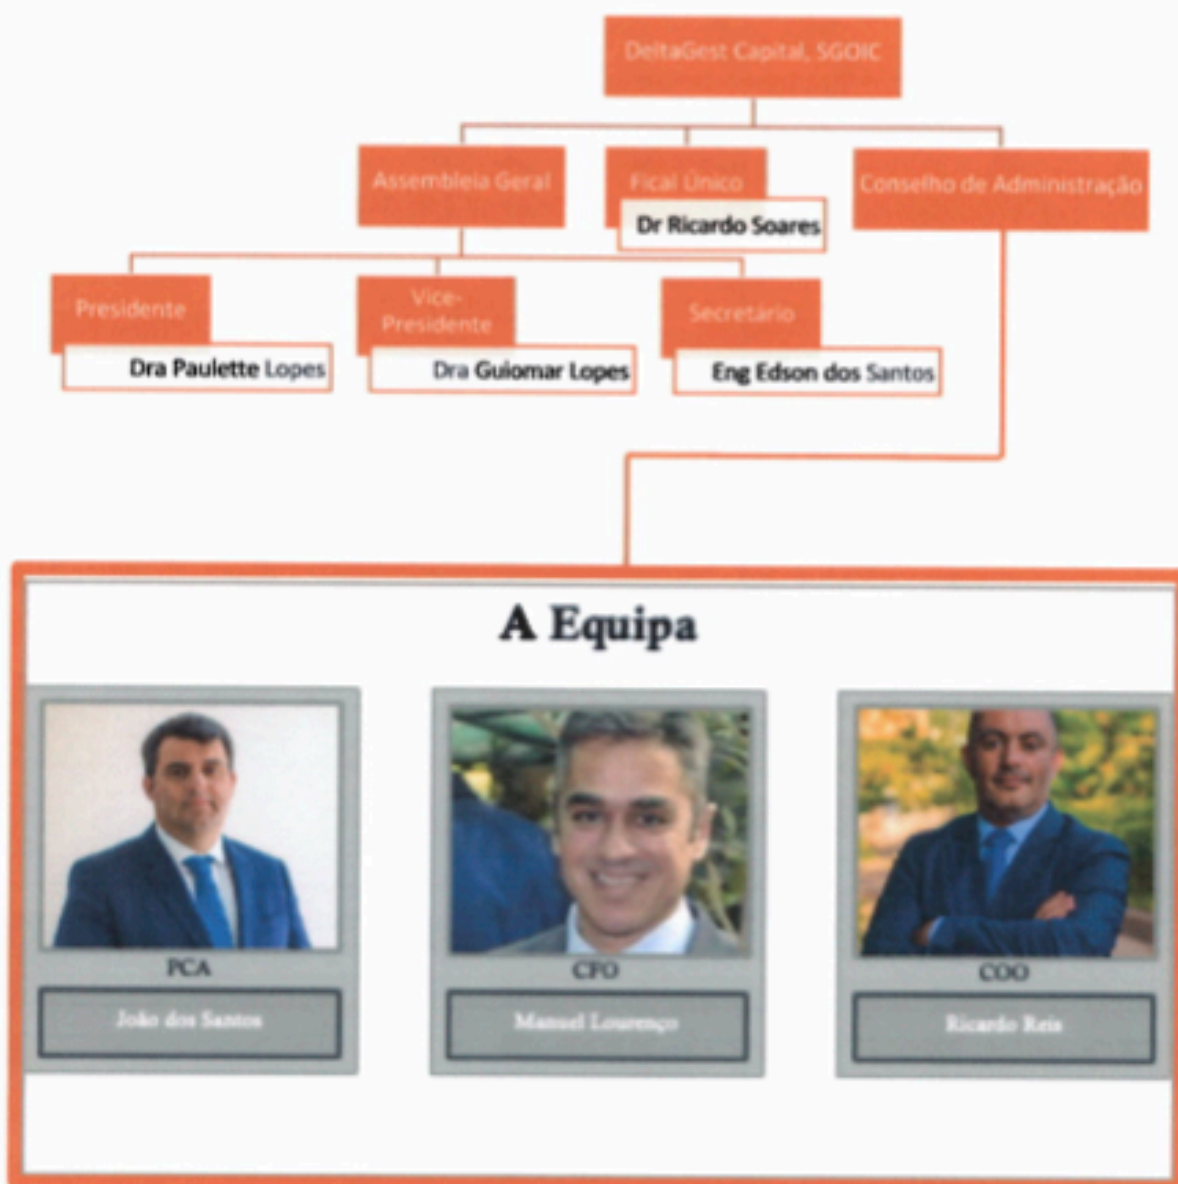 DeltaGest Capital, SGOIC
Assembleia Geral
Fical Único
Conselho de Administração
Dr Ricardo Soares
Presidente
Vice-
Presidente
Secretário
Dra Paulette Lopes
Dra Guiomar Lopes
Eng Edson dos Santos
A Equipa
PCA
CFO
COO
João dos Santos
Manuel Lourenço
Ricardo Reis